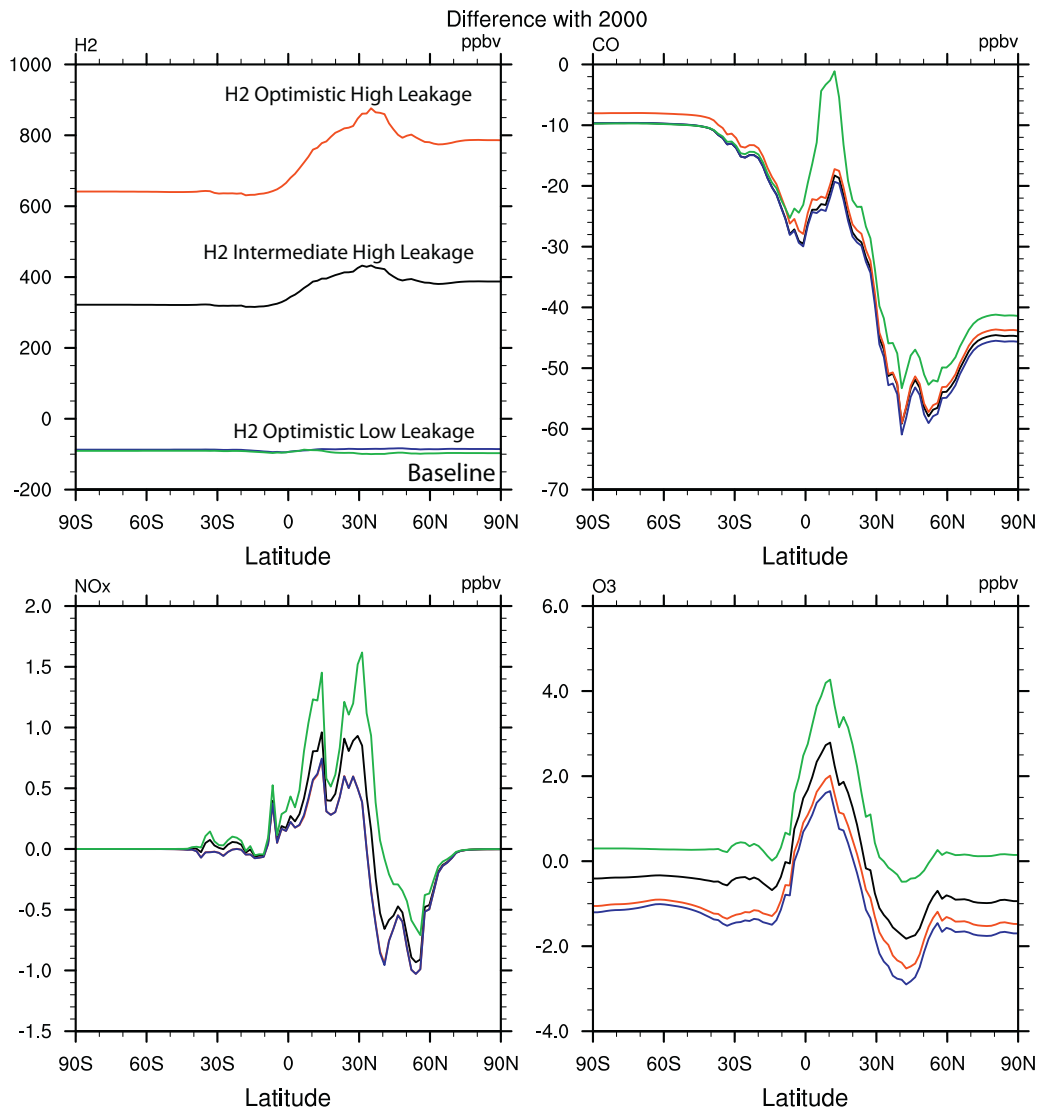 Difference with 2000
H2 ppbv
1000
800
600
400
200
0
-200
H2 Optimistic High Leakage
H2 Intermediate High Leakage
H2 Optimistic Low Leakage
Baseline
90S 60S 30S 0 30N 60N 90N
Latitude
CO ppbv
0
-10
-20
-30
-40
-50
-60
-70
90S 60S 30S 0 30N 60N 90N
Latitude
NOx ppbv
2.0
1.5
1.0
0.5
0.0
-0.5
-1.0
-1.5
90S 60S 30S 0 30N 60N 90N
Latitude
O3 ppbv
6.0
4.0
2.0
0.0
-2.0
-4.0
90S 60S 30S 0 30N 60N 90N
Latitude